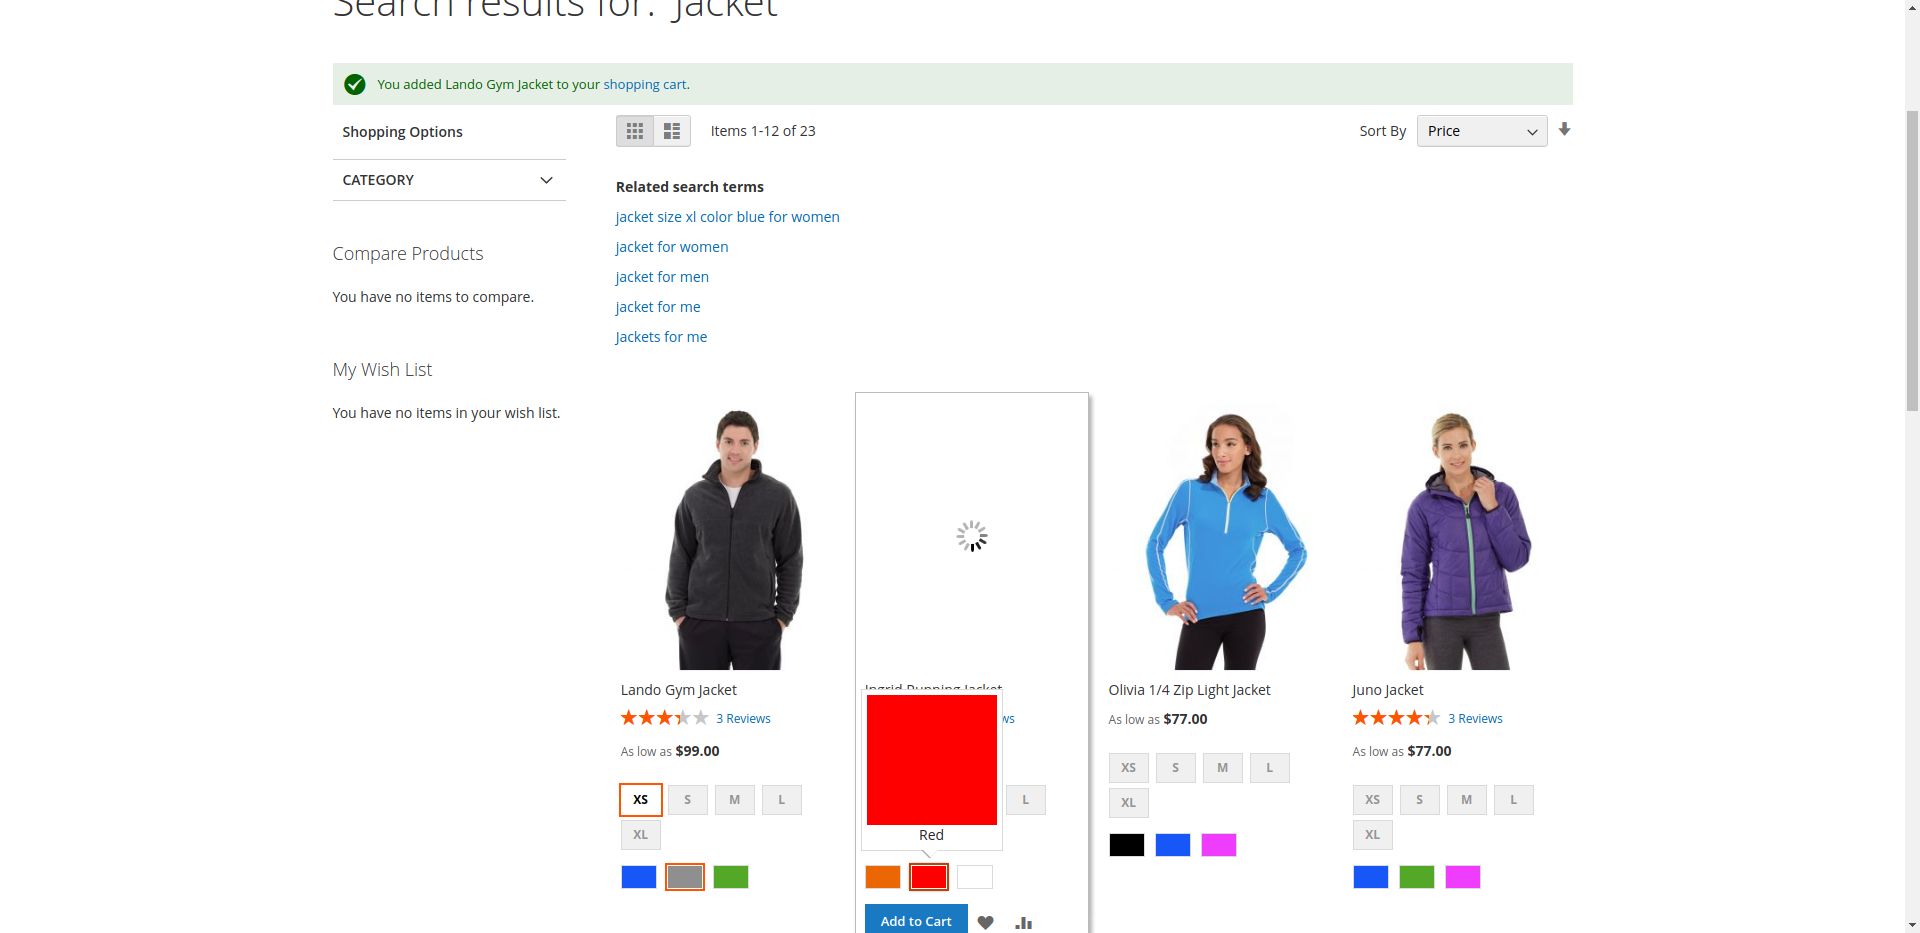 Search results for: 'Jacket'
You added Lando Gym Jacket to your shopping cart.
Shopping Options
Items 1-12 of 23
Sort By Price
CATEGORY
Related search terms
jacket size xl color blue for women
jacket for women
jacket for men
jacket for me
Jackets for me
Compare Products
You have no items to compare.
My Wish List
You have no items in your wish list.
Lando Gym Jacket
3 Reviews
As low as $99.00
XS S M L
XL
Ingrid Running Jacket
ws
L
Red
Add to Cart
Olivia 1/4 Zip Light Jacket
As low as $77.00
XS S M L
XL
Juno Jacket
3 Reviews
As low as $77.00
XS S M L
XL